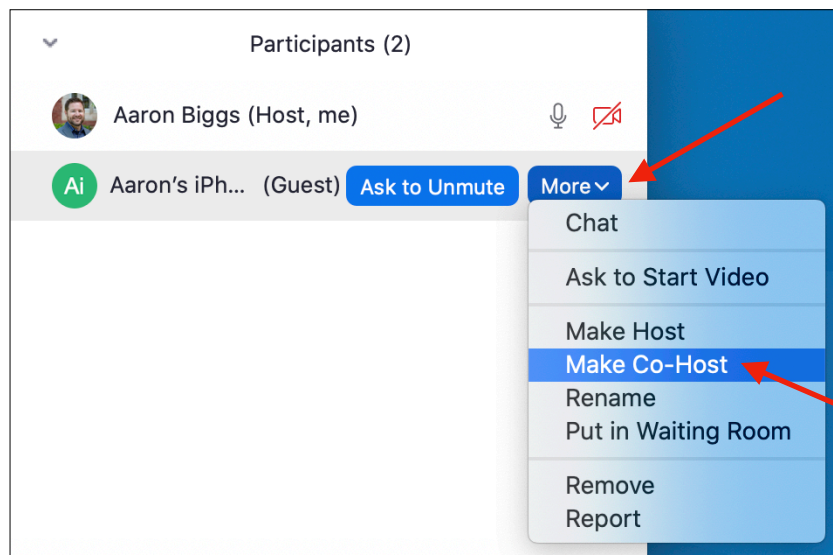 Participants (2)
Aaron Biggs (Host, me)
Ai Aaron's iPh... (Guest) Ask to Unmute More
Chat
Ask to Start Video
Make Host
Make Co-Host
Rename
Put in Waiting Room
Remove
Report